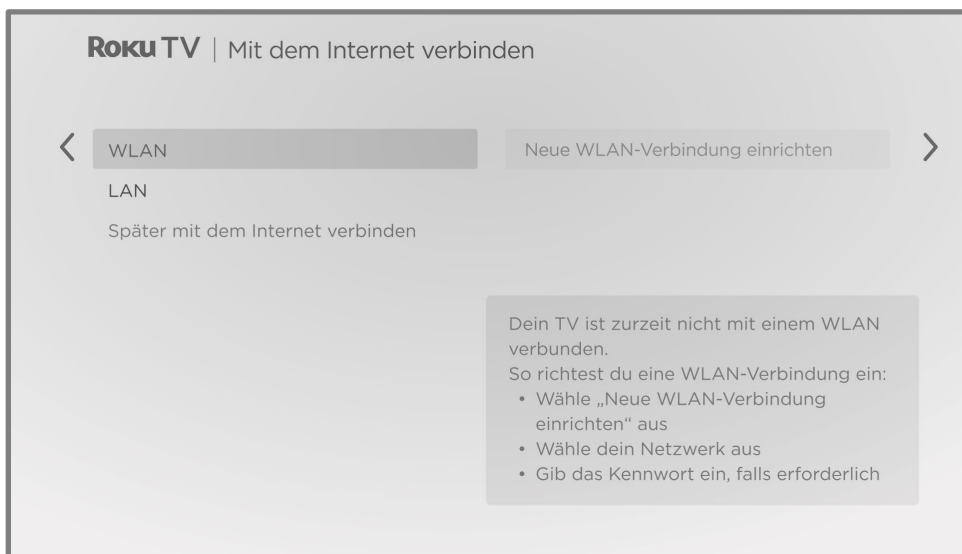 Roku TV | Mit dem Internet verbinden
WLAN
Neue WLAN-Verbindung einrichten
LAN
Später mit dem Internet verbinden
Dein TV ist zurzeit nicht mit einem WLAN
verbunden.
So richtest du eine WLAN-Verbindung ein:
• Wähle „Neue WLAN-Verbindung
einrichten“ aus
• Wähle dein Netzwerk aus
• Gib das Kennwort ein, falls erforderlich